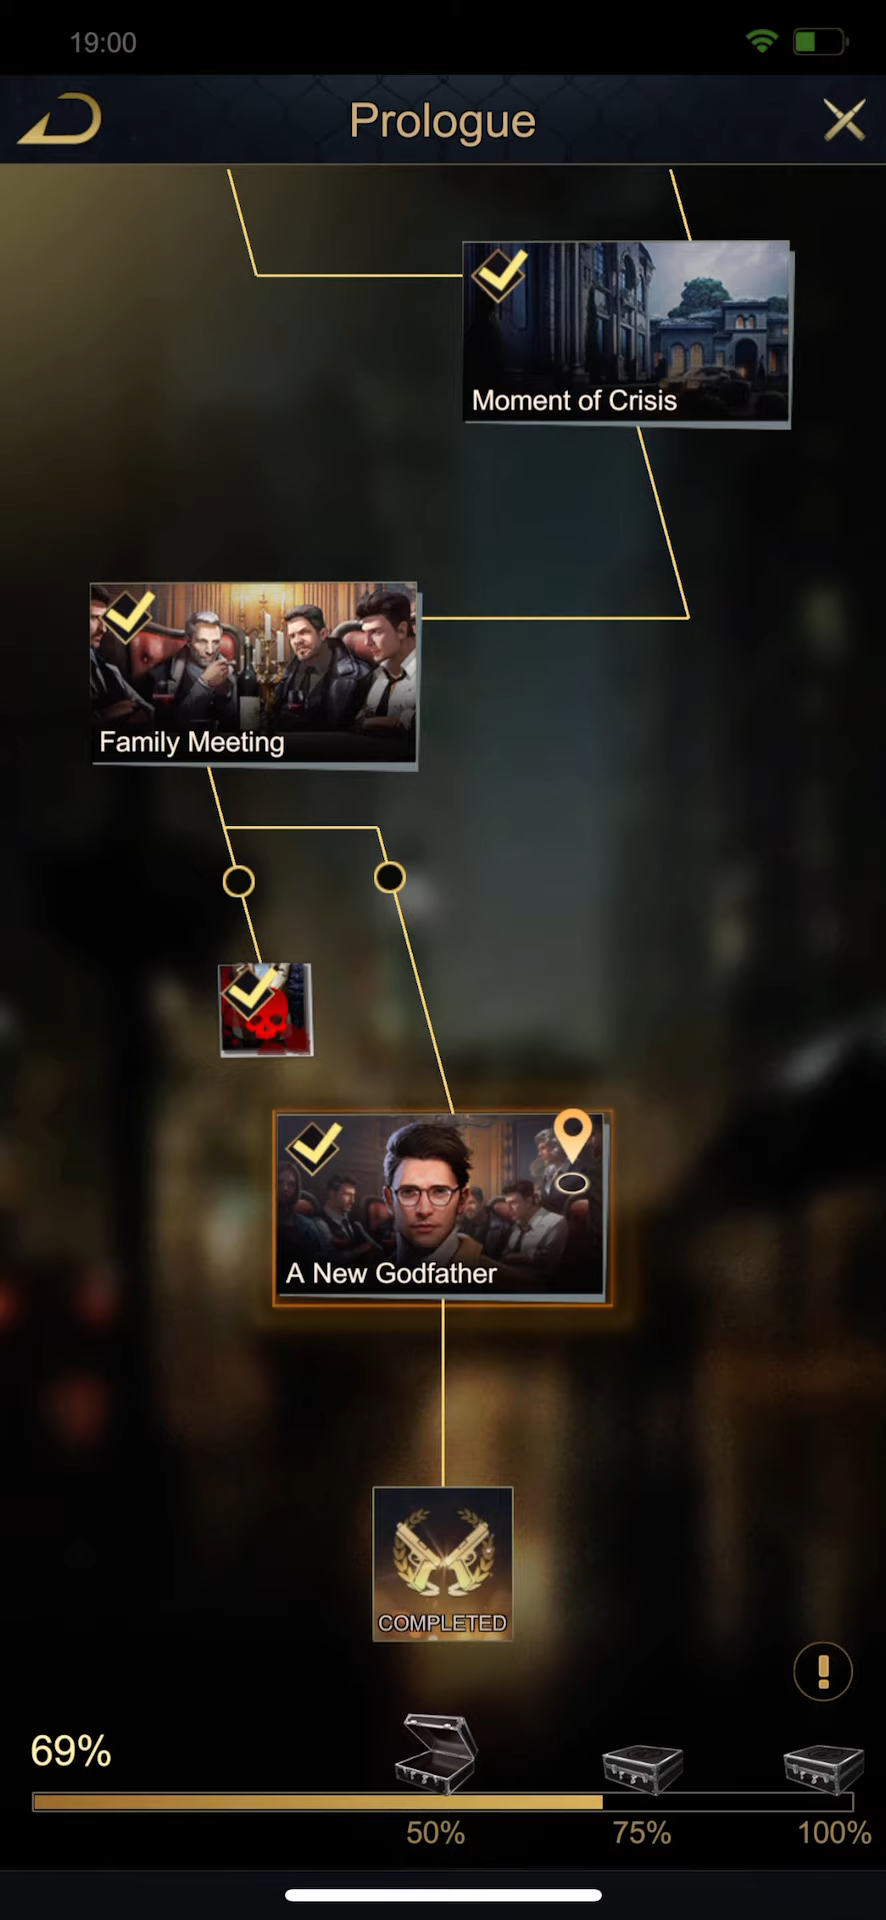 19:00
Prologue
Moment of Crisis
Family Meeting
A New Godfather
COMPLETED
69%
50%
75%
100%